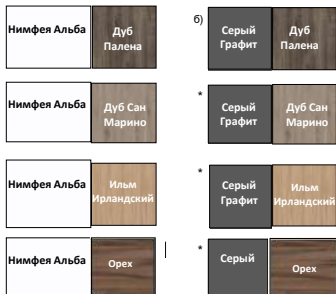 Нимфея Альба
Дуб
Палена
Нимфея Альба
Дуб Сан
Марино
Нимфея Альба
Ильм
Ирландский
Нимфея Альба
Орех
б)
Серый
Графит
Дуб
Палена
*
Серый
Графит
Дуб Сан
Марино
*
Серый
Графит
Ильм
Ирландский
*
Серый
Орех